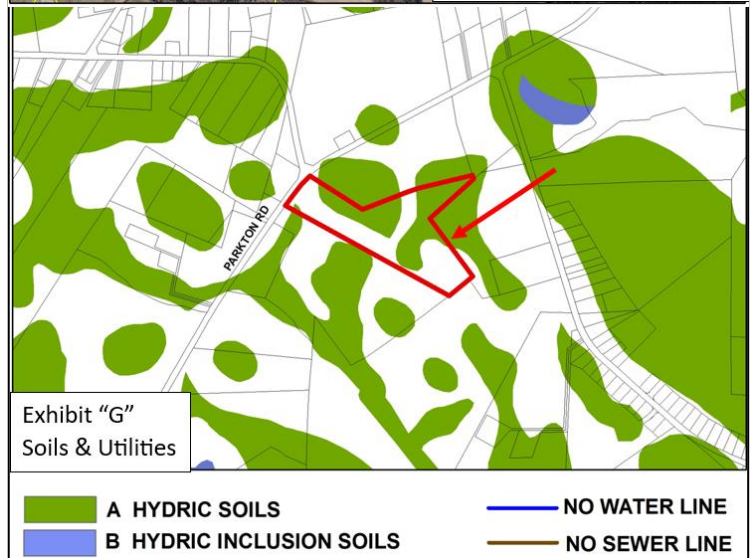 PARKTON RD
Exhibit “G”
Soils & Utilities
A HYDRIC SOILS
B HYDRIC INCLUSION SOILS
NO WATER LINE
NO SEWER LINE